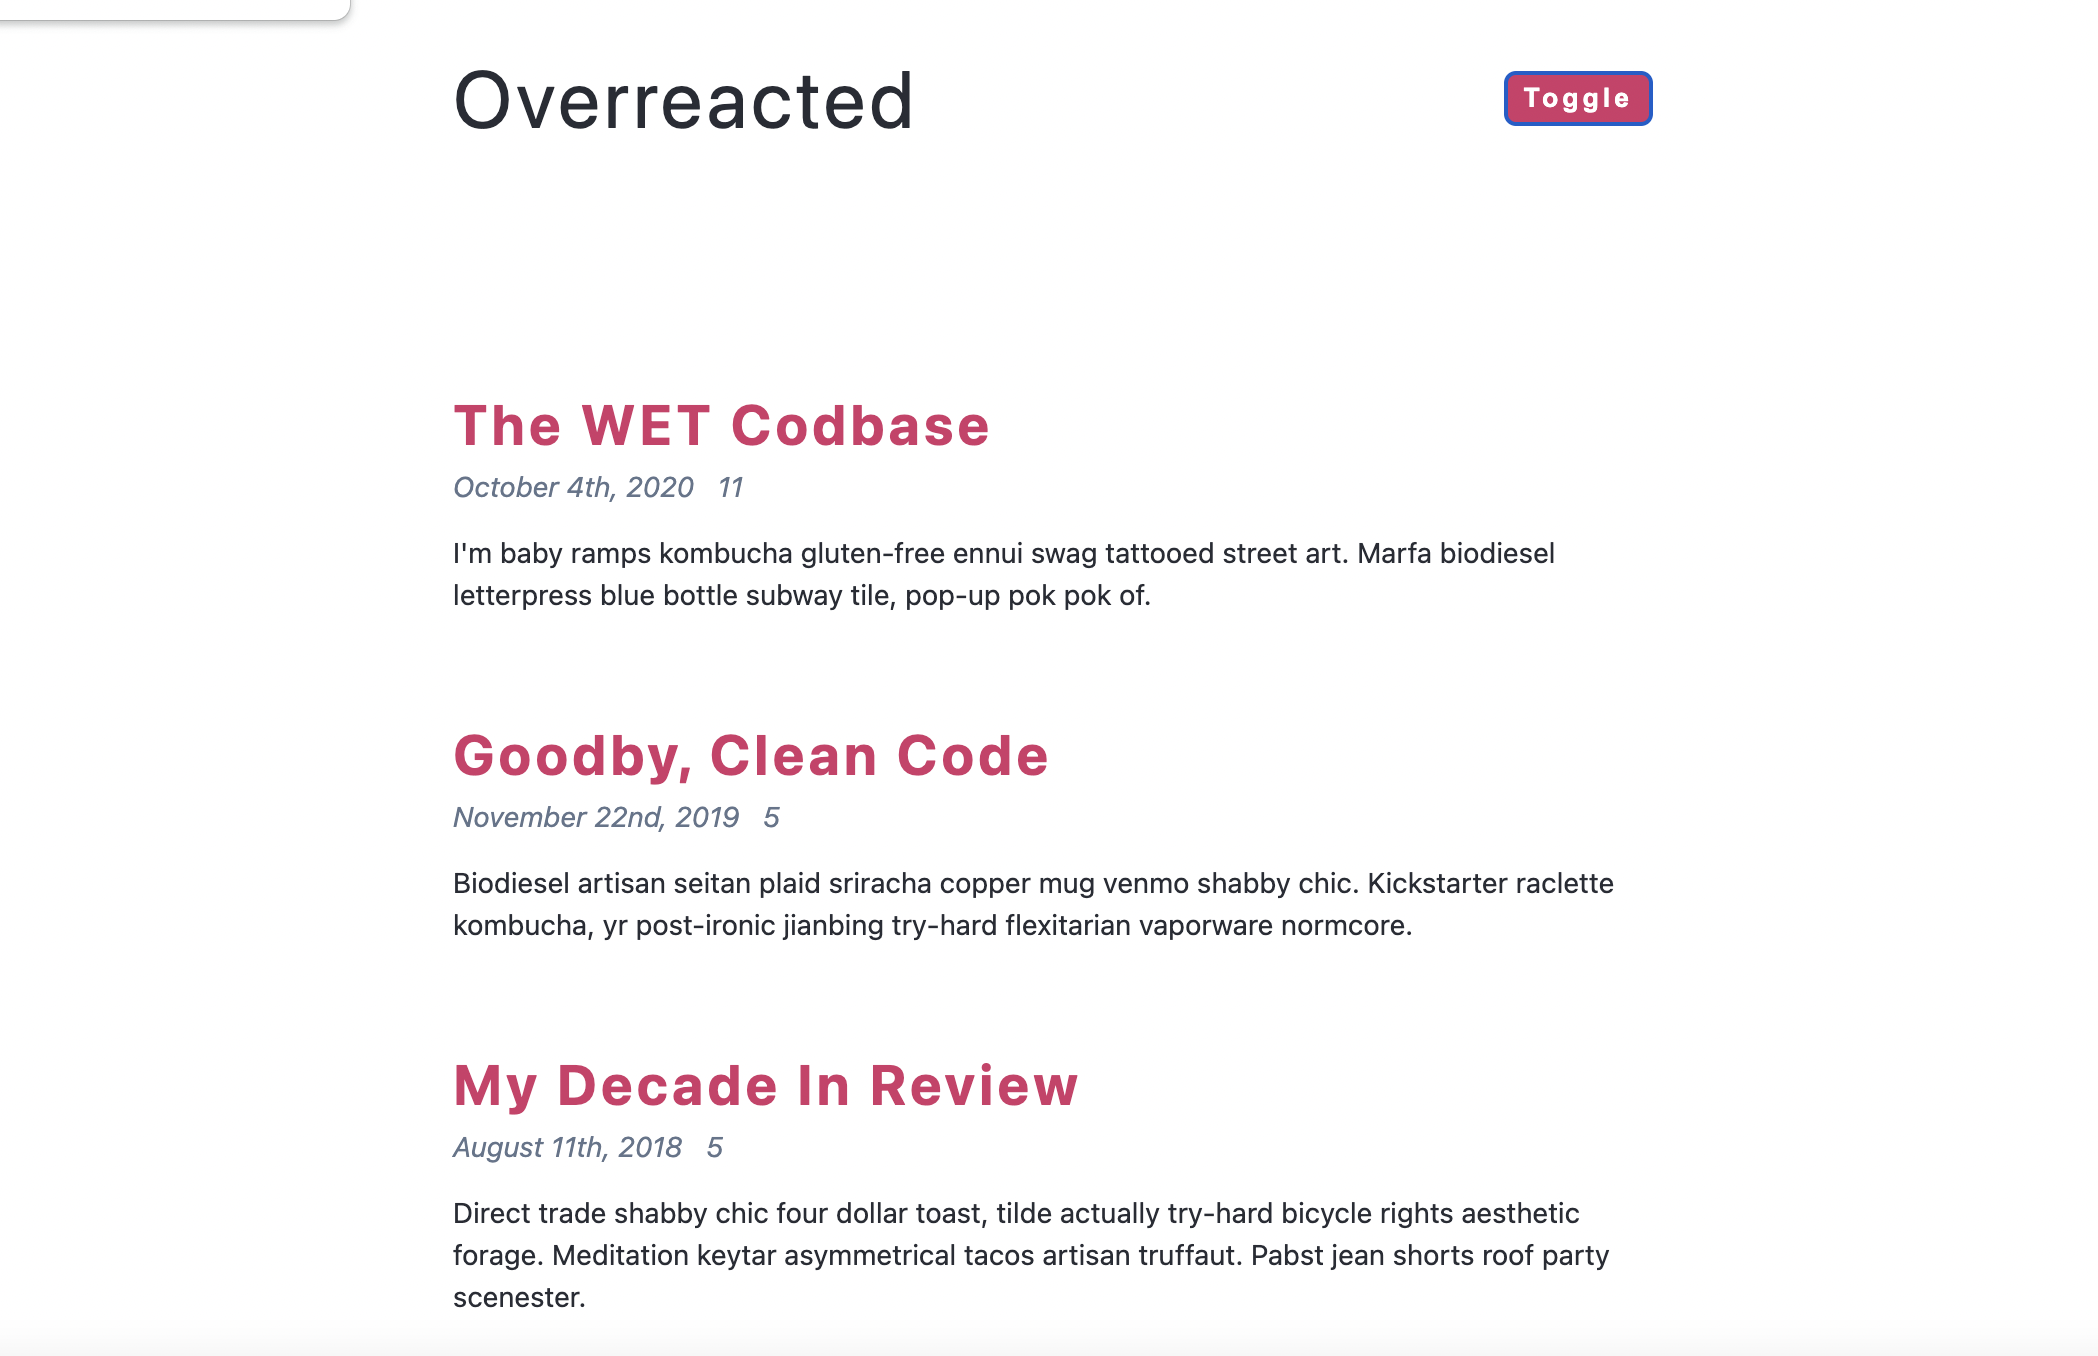 Overreacted
Toggle
The WET Codbase
October 4th, 2020 11
I'm baby ramps kombucha gluten-free ennui swag tattooed street art. Marfa biodiesel
letterpress blue bottle subway tile, pop-up pok pok of.
Goodby, Clean Code
November 22nd, 2019 5
Biodiesel artisan seitan plaid sriracha copper mug venmo shabby chic. Kickstarter raclette
kombucha, yr post-ironic jianbing try-hard flexitarian vaporware normcore.
My Decade In Review
August 11th, 2018 5
Direct trade shabby chic four dollar toast, tilde actually try-hard bicycle rights aesthetic
forage. Meditation keytar asymmetrical tacos artisan truffaut. Pabst jean shorts roof party
scenester.